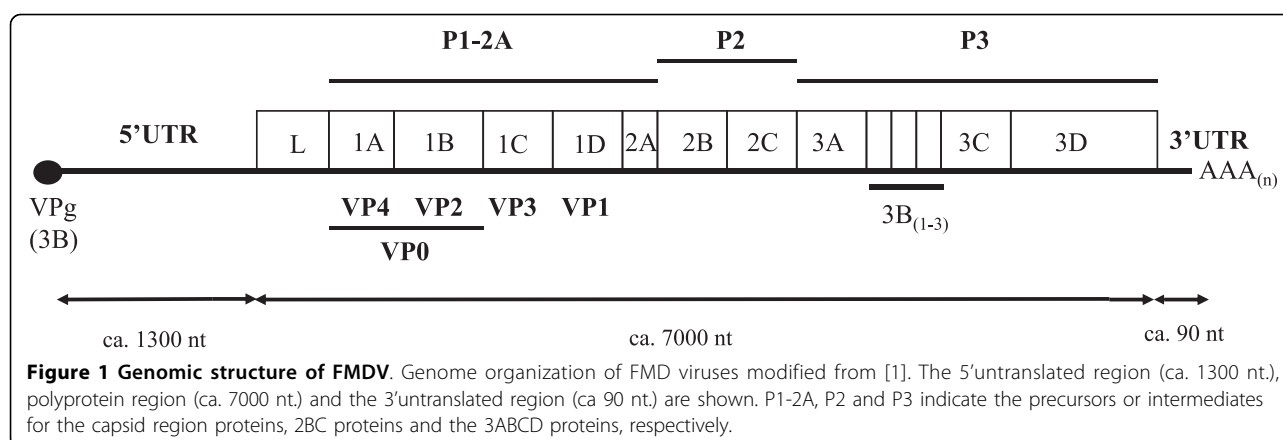 P1-2A P2 P3
5’UTR L 1A 1B 1C 1D 2A 2B 2C 3A 3C 3D 3’UTR
AAA(n)
VPg VP4 VP2 VP3 VP1 3B(1-3)
(3B) VP0
ca. 1300 nt ca. 7000 nt ca. 90 nt
Figure 1 Genomic structure of FMDV. Genome organization of FMD viruses modified from [1]. The 5’untranslated region (ca. 1300 nt.),
polyprotein region (ca. 7000 nt.) and the 3’untranslated region (ca 90 nt.) are shown. P1-2A, P2 and P3 indicate the precursors or intermediates
for the capsid region proteins, 2BC proteins and the 3ABCD proteins, respectively.